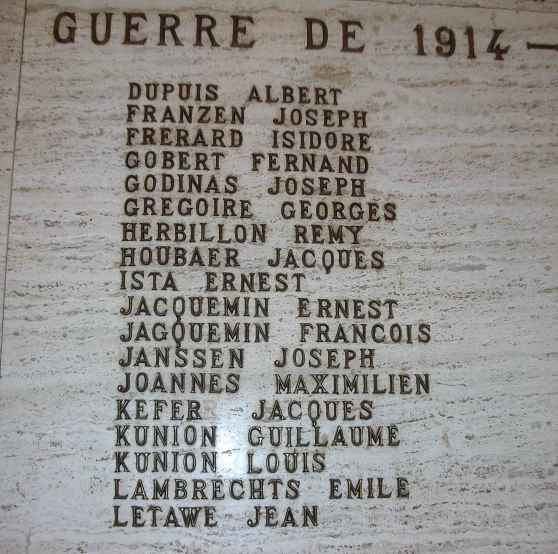 GUERRE DE 1914 —
DUPUIS ALBERT
FRANZEN JOSEPH
FRERARD ISIDORE
GOBERT FERNAND
GODINAS JOSEPH
GREGOIRE GEORGES
HERBILLON REMY
HOUBAER JACQUES
ISTA ERNEST
JACQUEMIN ERNEST
JACQUEMIN FRANCOIS
JANSSEN JOSEPH
JOANNES MAXIMILIEN
KEFER JACQUES
KUNION GUILLAUME
KUNION LOUIS
LAMBRECHTS EMILE
LETAWE JEAN